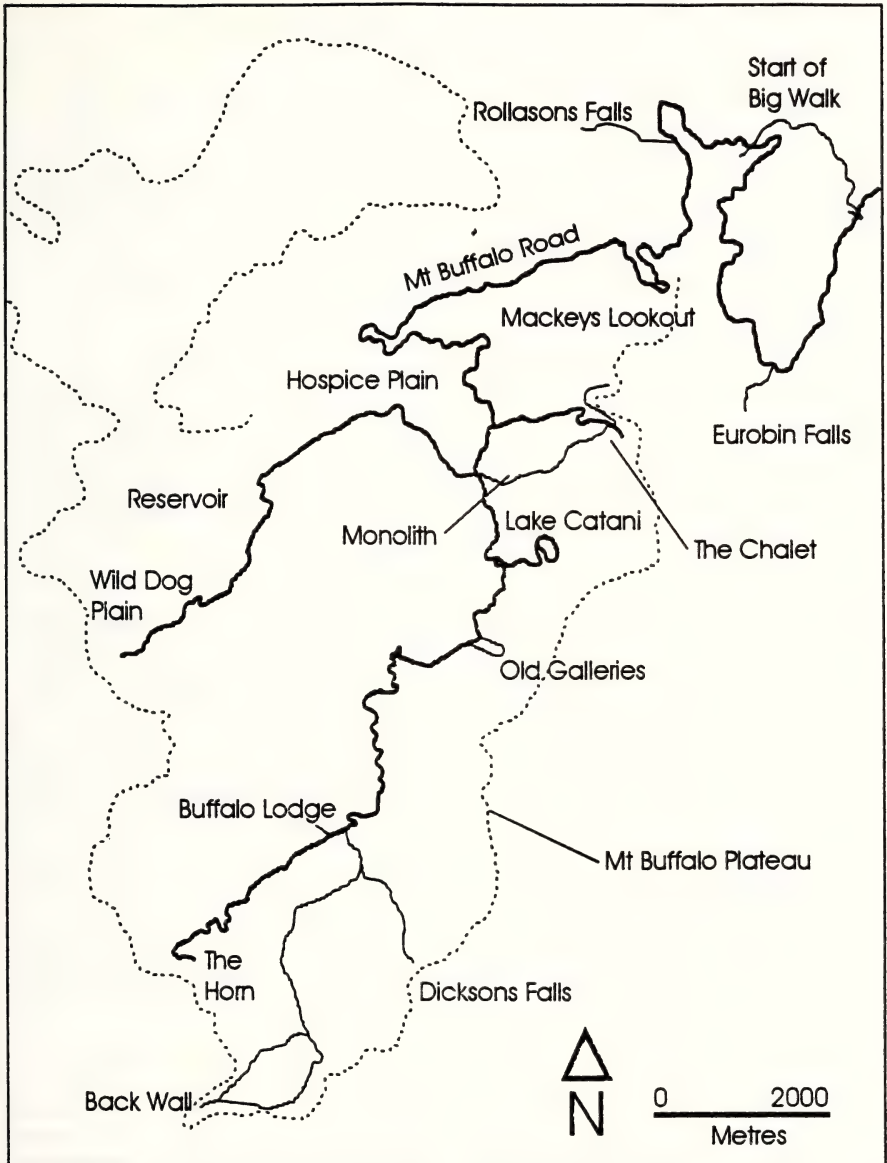 Start of
Big Walk
Rollasons Falls
Mt Buffalo Road
Mackeys Lookout
Hospice Plain
Eurobin Falls
Reservoir
Monolith
Lake Catani
The Chalet
Wild Dog
Plain
Old Galleries
Buffalo Lodge
Mt Buffalo Plateau
The
Horn
Dicksons Falls
Back Wall
N
0 2000
Metres